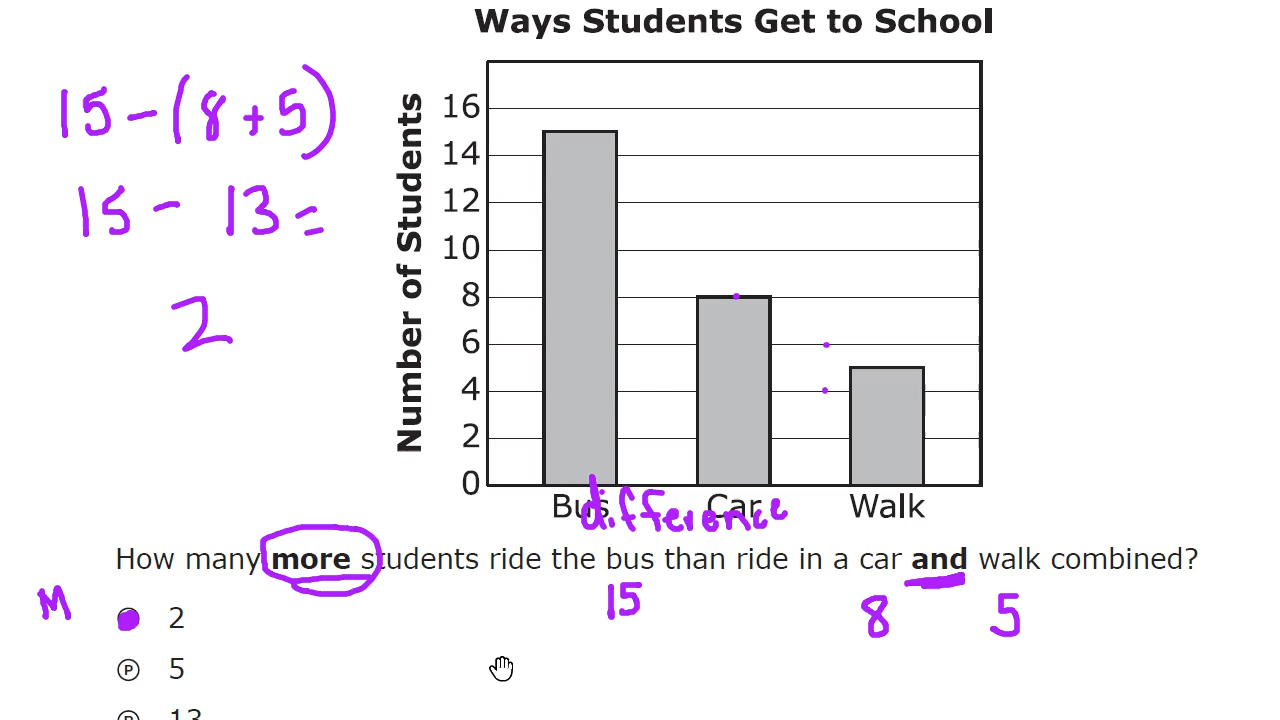 Ways Students Get to School
15 - (8 + 5)
15 - 13 =
2
Number of Students
16
14
12
10
8
6
4
2
0
Bus Car Walk
difference
How many more students ride the bus than ride in a car and walk combined?
M
15
8
5
2
P 5